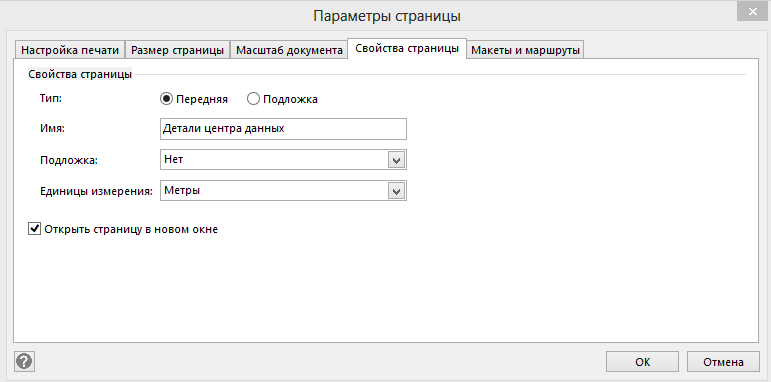 Параметры страницы
Настройка печати Размер страницы Масштаб документа Свойства страницы Макеты и маршруты
Свойства страницы
Тип: Передняя Подложка
Имя: Детали центра данных
Подложка: Нет
Единицы измерения: Метры
Открыть страницу в новом окне
? ОК Отмена